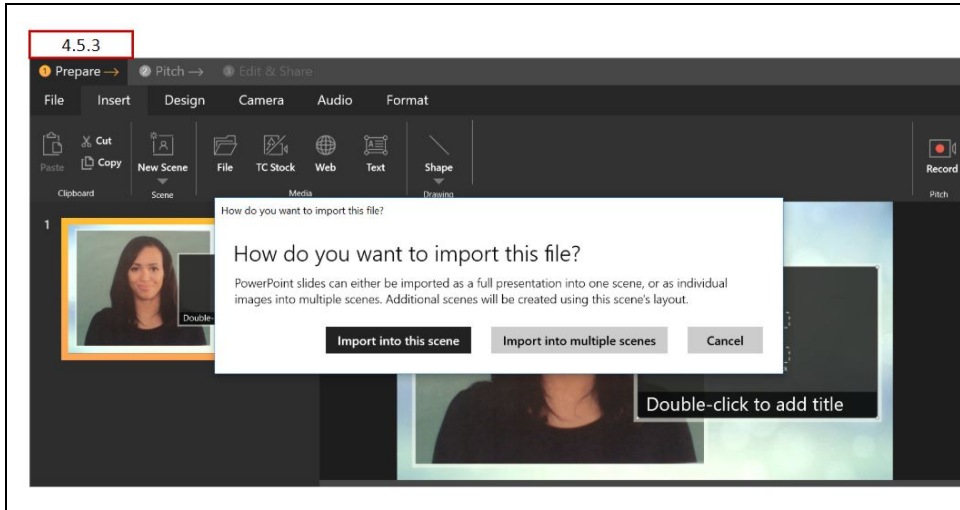 4.5.3
1 Prepare → 2 Pitch → 3 Edit & Share
File Insert Design Camera Audio Format
Paste
Cut
Copy
Clipboard
New Scene
Scene
File TC Stock Web Text
Media
Shape
Drawing
Record
Pitch
1
Double-
How do you want to import this file?
How do you want to import this file?
PowerPoint slides can either be imported as a full presentation into one scene, or as individual
images into multiple scenes. Additional scenes will be created using this scene's layout.
Import into this scene Import into multiple scenes Cancel
Double-click to add title